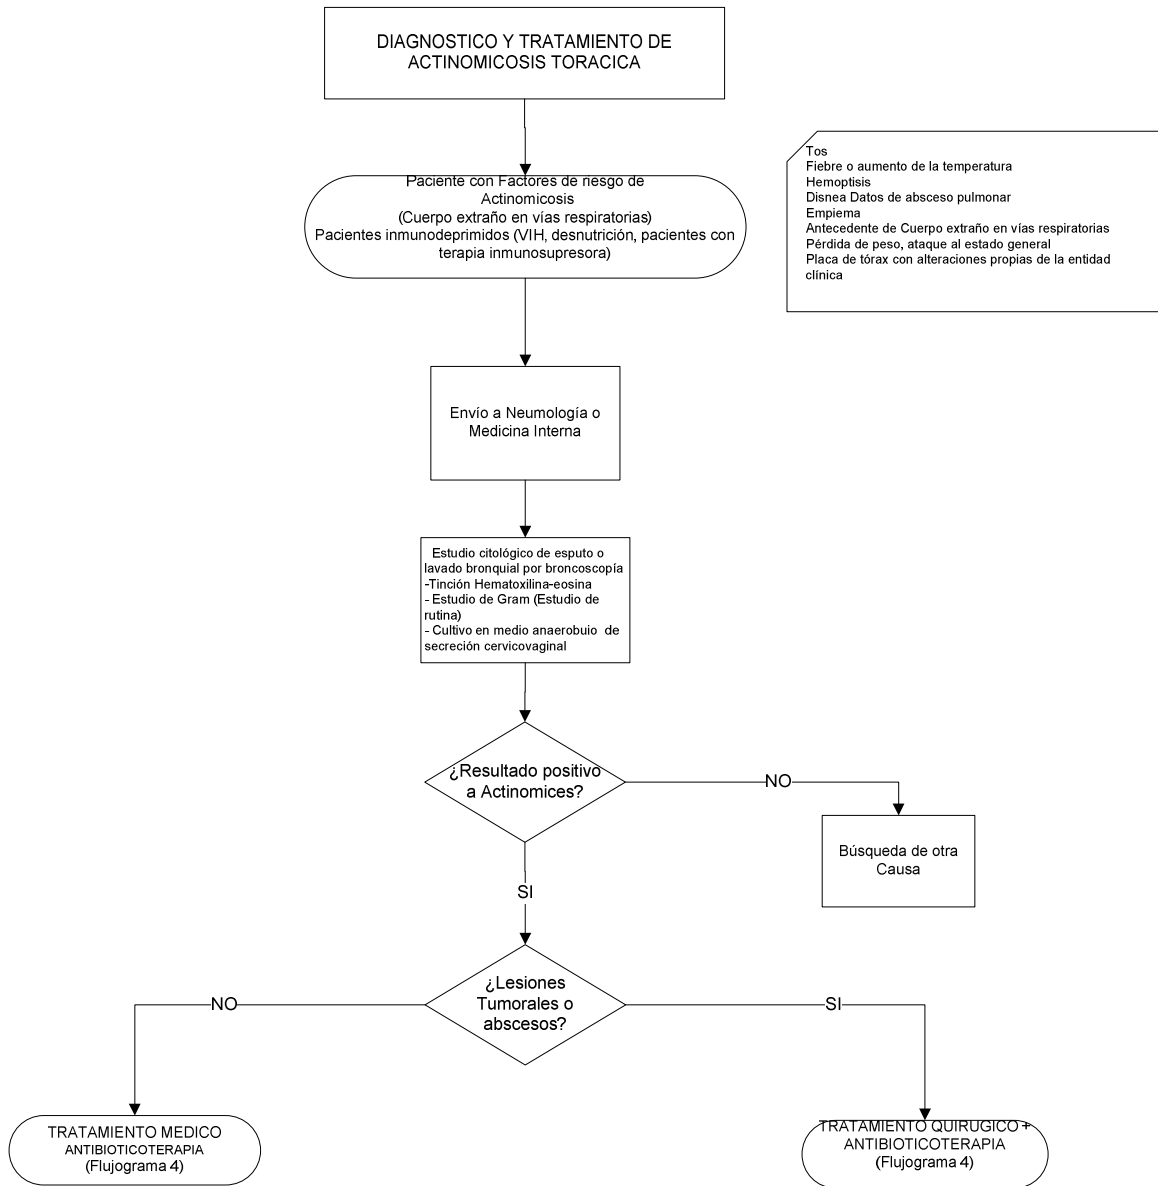 DIAGNOSTICO Y TRATAMIENTO DE
ACTINOMICOSIS TORACICA
Tos
Fiebre o aumento de la temperatura
Hemoptisis
Disnea Datos de absceso pulmonar
Empiema
Antecedente de Cuerpo extraño en vías respiratorias
Pérdida de peso, ataque al estado general
Placa de tórax con alteraciones propias de la entidad
clínica
Paciente con Factores de riesgo de
Actinomicosis
(Cuerpo extraño en vías respiratorias)
Pacientes inmunodeprimidos (VIH, desnutrición, pacientes con
terapia inmunosupresora)
Envío a Neumología o
Medicina Interna
Estudio citológico de esputo o
lavado bronquial por broncoscopía
-Tinción Hematoxilina-eosina
- Estudio de Gram (Estudio de
rutina)
- Cultivo en medio anaerobuio de
secreción cervicovaginal
¿Resultado positivo
a Actinomices?
NO
Búsqueda de otra
Causa
SI
¿Lesiones
Tumorales o
abscesos?
NO
SI
TRATAMIENTO MEDICO
ANTIBIOTICOTERAPIA
(Flujograma 4)
TRATAMIENTO QUIRUGICO +
ANTIBIOTICOTERAPIA
(Flujograma 4)